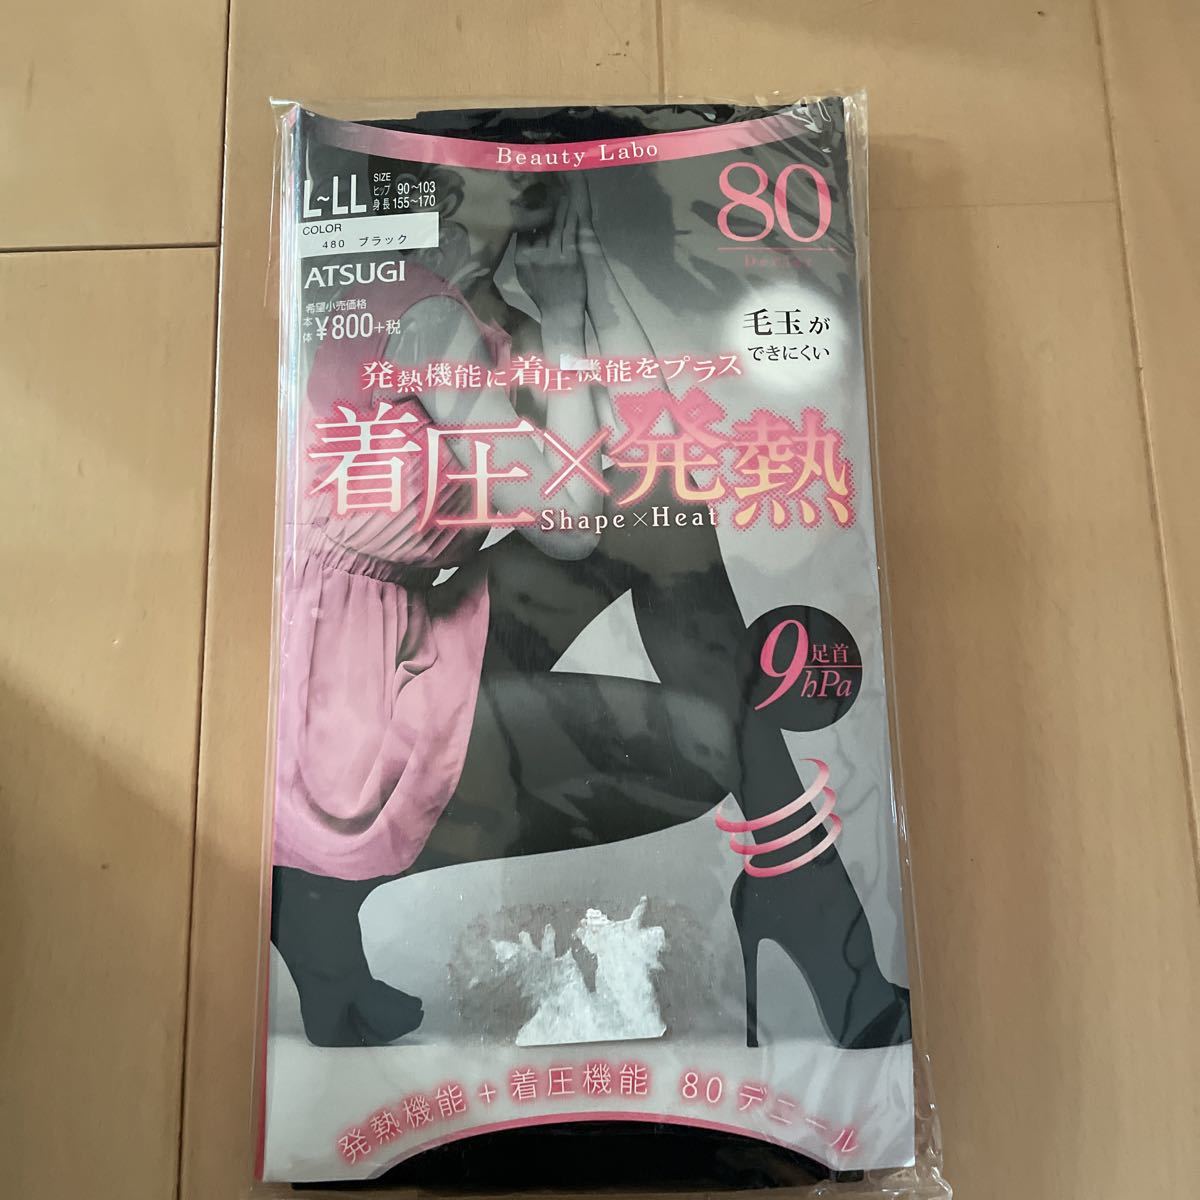 Beauty Labo
L~LL
SIZE
ヒップ 90~103
身長 155~170
COLOR
480 ブラック
ATSUGI
希望小売価格
本体 ¥800+税
80
Denier
毛玉が
できにくい
発熱機能に着圧機能をプラス
着圧×発熱
Shape×Heat
9 足首
hPa
発熱機能+着圧機能 80デニール